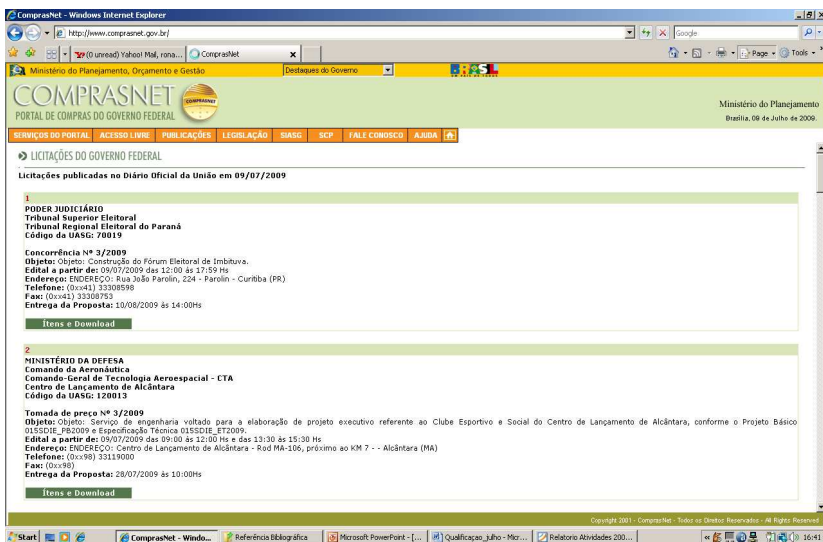 ComprasNet - Windows Internet Explorer
http://www.comprasnet.gov.br/
Google
(0 unread) Yahoo! Mail, rona...
ComprasNet
Page
Tools
Ministério do Planejamento, Orçamento e Gestão
Destaques do Governo
BRASIL
COMPRASNET
PORTAL DE COMPRAS DO GOVERNO FEDERAL
COMPRASNET
Ministério do Planejamento
Brasília, 09 de Julho de 2009.
SERVIÇOS DO PORTAL ACESSO LIVRE PUBLICAÇÕES LEGISLAÇÃO SIASG SCP FALE CONOSCO AJUDA
LICITAÇÕES DO GOVERNO FEDERAL
Licitações publicadas no Diário Oficial da União em 09/07/2009
1
PODER JUDICIÁRIO
Tribunal Superior Eleitoral
Tribunal Regional Eleitoral do Paraná
Código da UASG: 70019
Concorrência Nº 3/2009
Objeto: Objeto: Construção do Fórum Eleitoral de Imbituva.
Edital a partir de: 09/07/2009 das 12:00 às 17:59 Hs
Endereço: ENDEREÇO: Rua João Parolin, 224 - Parolin - Curitiba (PR)
Telefone: (0xx41) 33308598
Fax: (0xx41) 33308753
Entrega da Proposta: 10/08/2009 às 14:00Hs
Ítens e Download
2
MINISTÉRIO DA DEFESA
Comando da Aeronáutica
Comando-Geral de Tecnologia Aeroespacial - CTA
Centro de Lançamento de Alcântara
Código da UASG: 120013
Tomada de preço Nº 3/2009
Objeto: Objeto: Serviço de engenharia voltado para a elaboração de projeto executivo referente ao Clube Esportivo e Social do Centro de Lançamento de Alcântara, conforme o Projeto Básico
015SDIE_PB2009 e Especificação Técnica 015SDIE_ET2009.
Edital a partir de: 09/07/2009 das 09:00 às 12:00 Hs e das 13:30 às 15:30 Hs
Endereço: ENDEREÇO: Centro de Lançamento de Alcântara - Rod MA-106, próximo ao KM 7 - - Alcântara (MA)
Telefone: (0xx98) 33119000
Fax: (0xx98)
Entrega da Proposta: 28/07/2009 às 10:00Hs
Ítens e Download
Copyright 2001 - ComprasNet - Todos os Direitos Reservados - All Rights Reserved
Start
ComprasNet - Windo...
Referência Bibliográfica
Microsoft PowerPoint - [...
Qualificaçao_julho - Micr...
Relatorio Atividades 200...
16:41